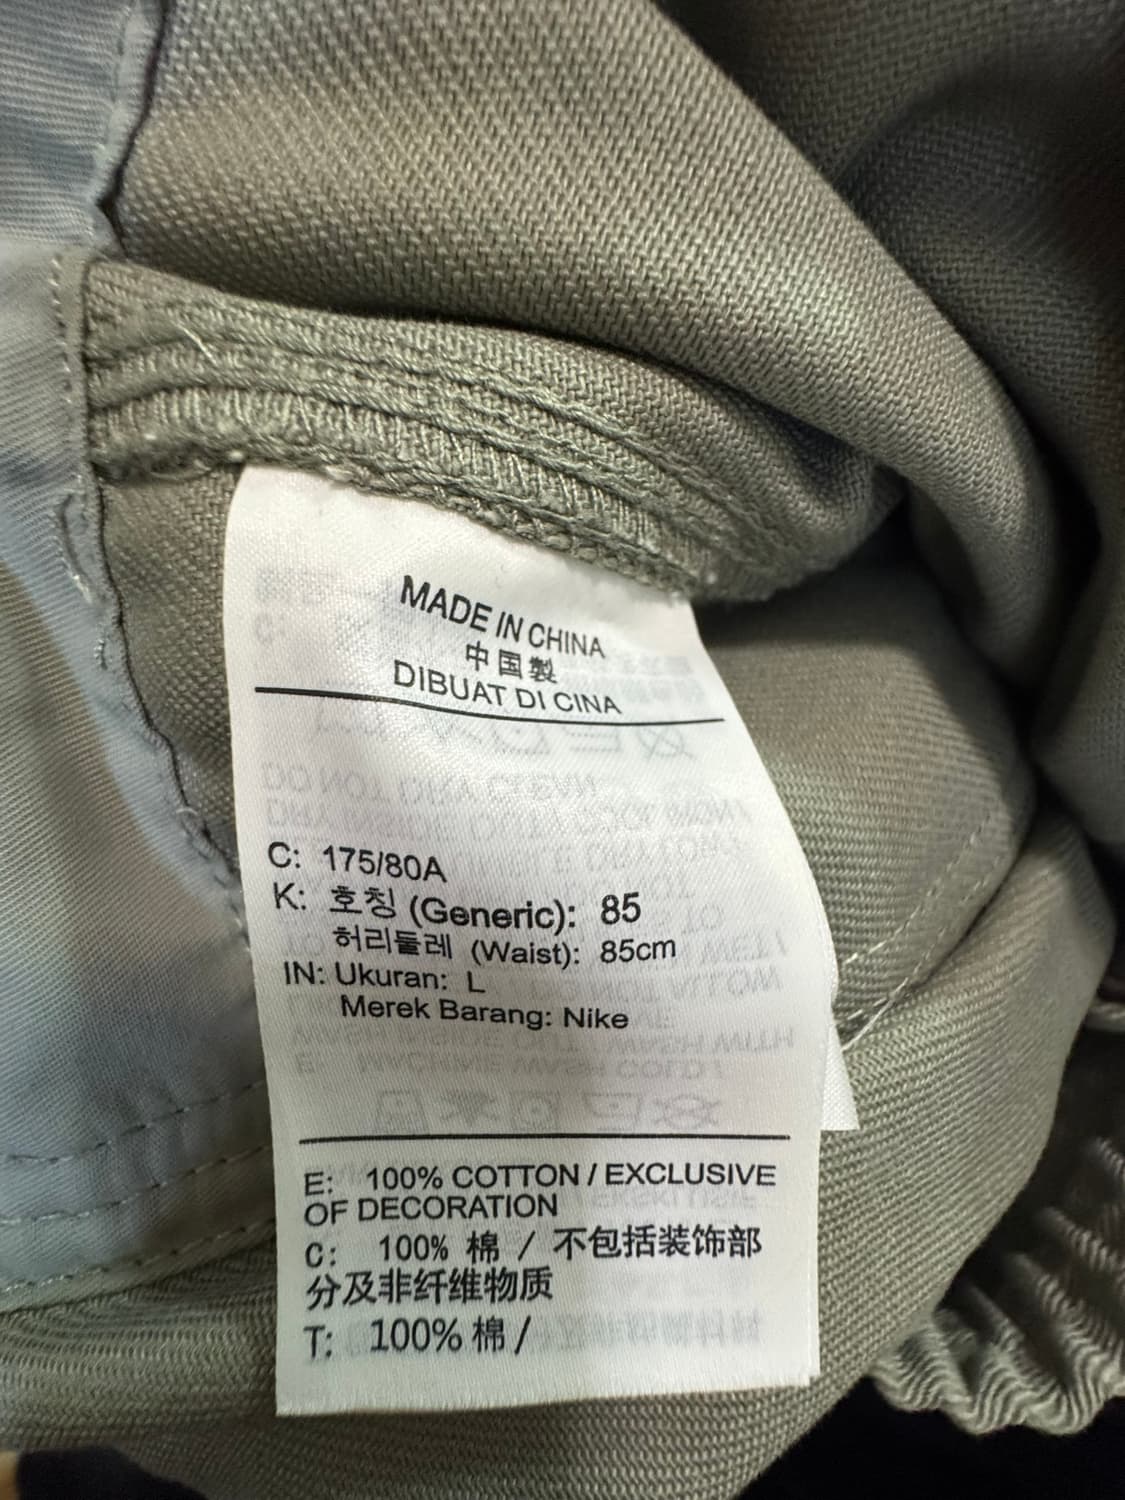 MADE IN CHINA
中国製
DIBUAT DI CINA
C: 175/80A
K: 호칭 (Generic): 85
허리둘레 (Waist): 85cm
IN: Ukuran: L
Merek Barang: Nike
E: 100% COTTON / EXCLUSIVE
OF DECORATION
C: 100% 棉 / 不包括装饰部
分及非纤维物质
T: 100% 棉 /